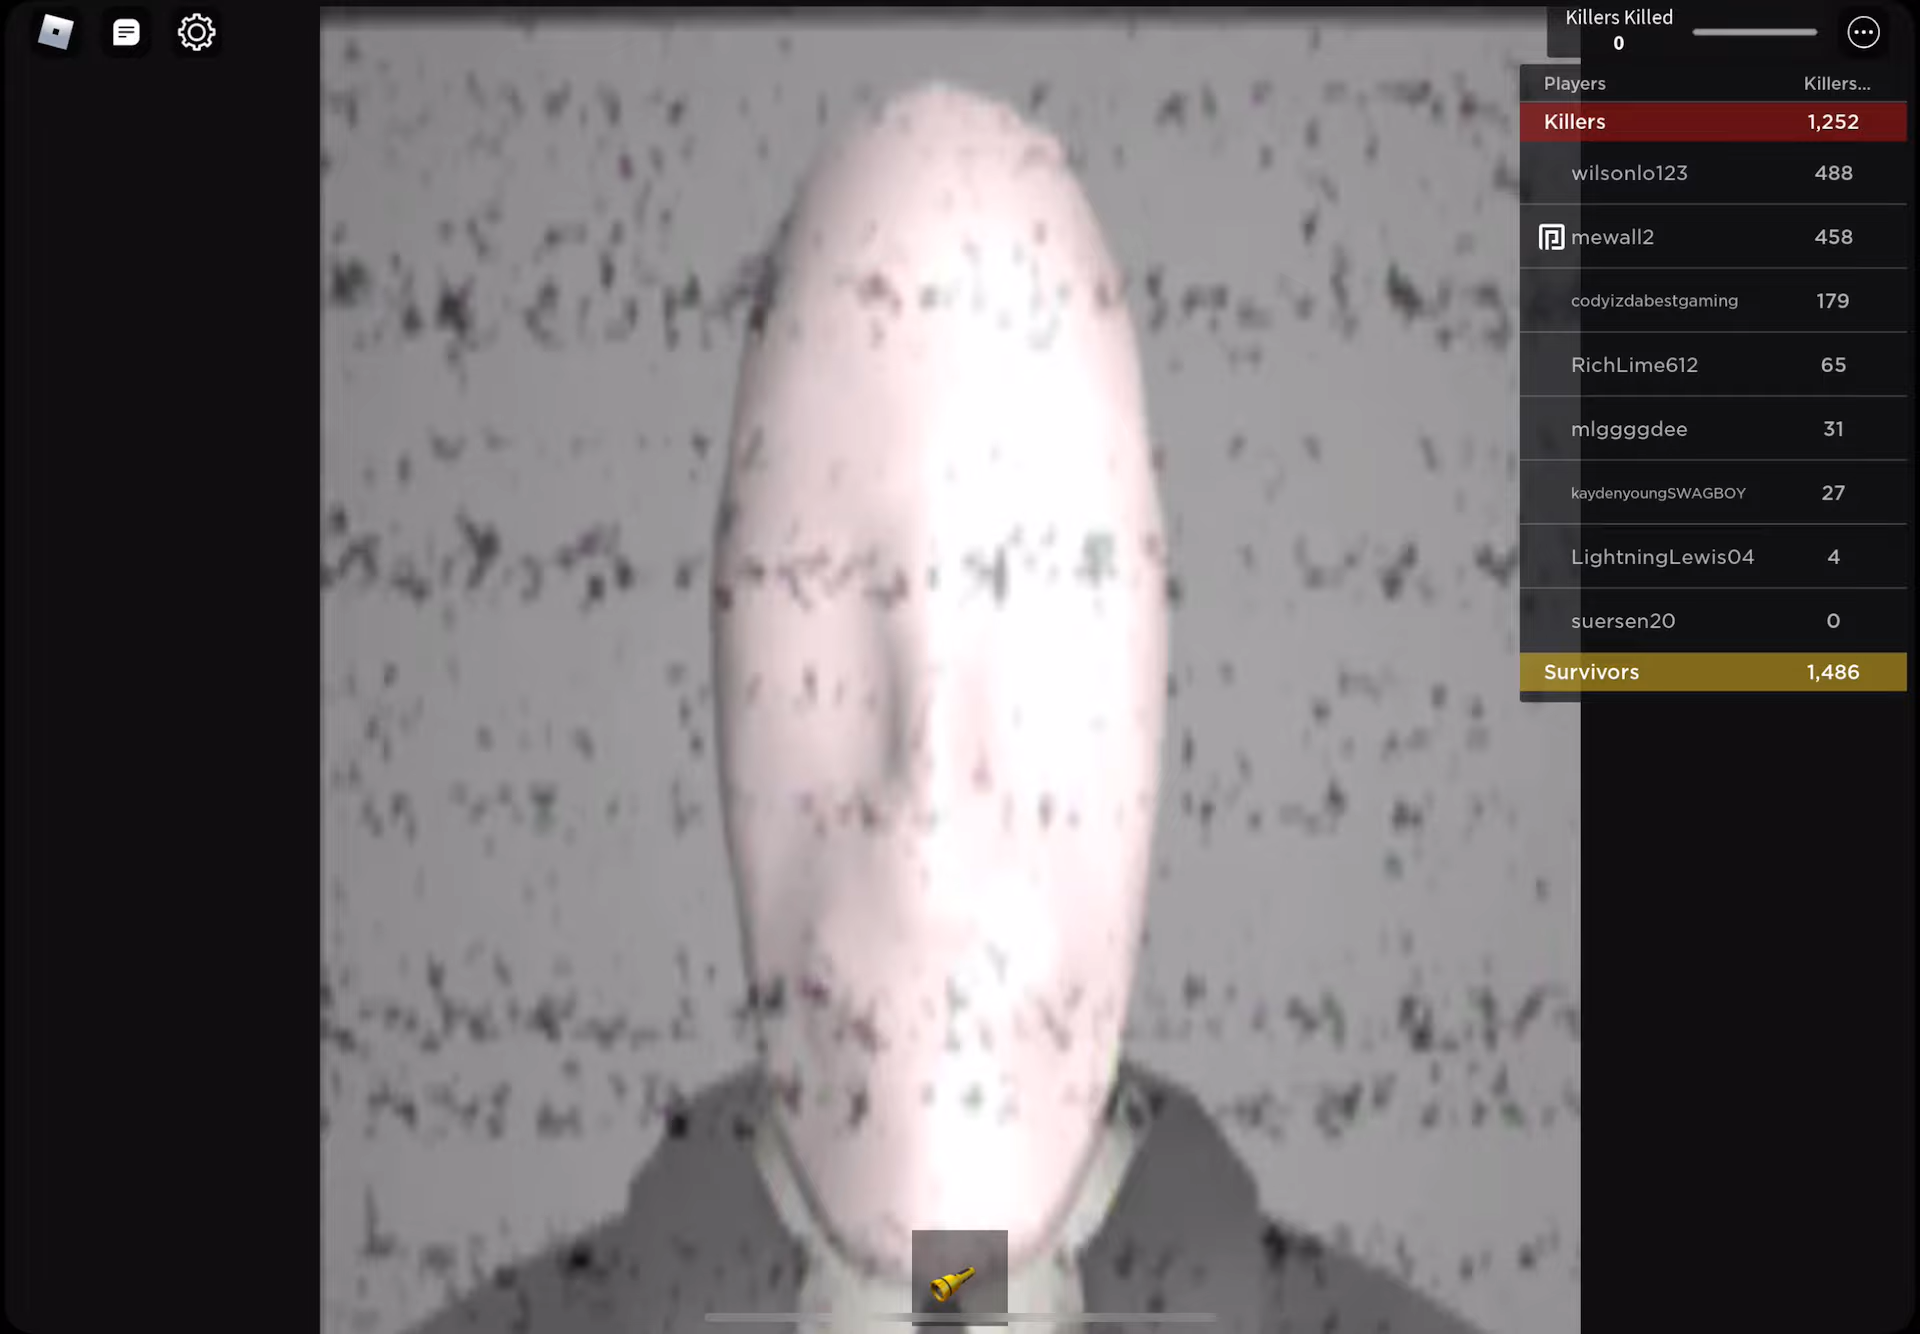 Killers Killed
0
Players Killers...
Killers 1,252
wilsonlo123 488
mewall2 458
codyizdabestgaming 179
RichLime612 65
mlggggdee 31
kaydenyoungSWAGBOY 27
LightningLewis04 4
suersen20 0
Survivors 1,486